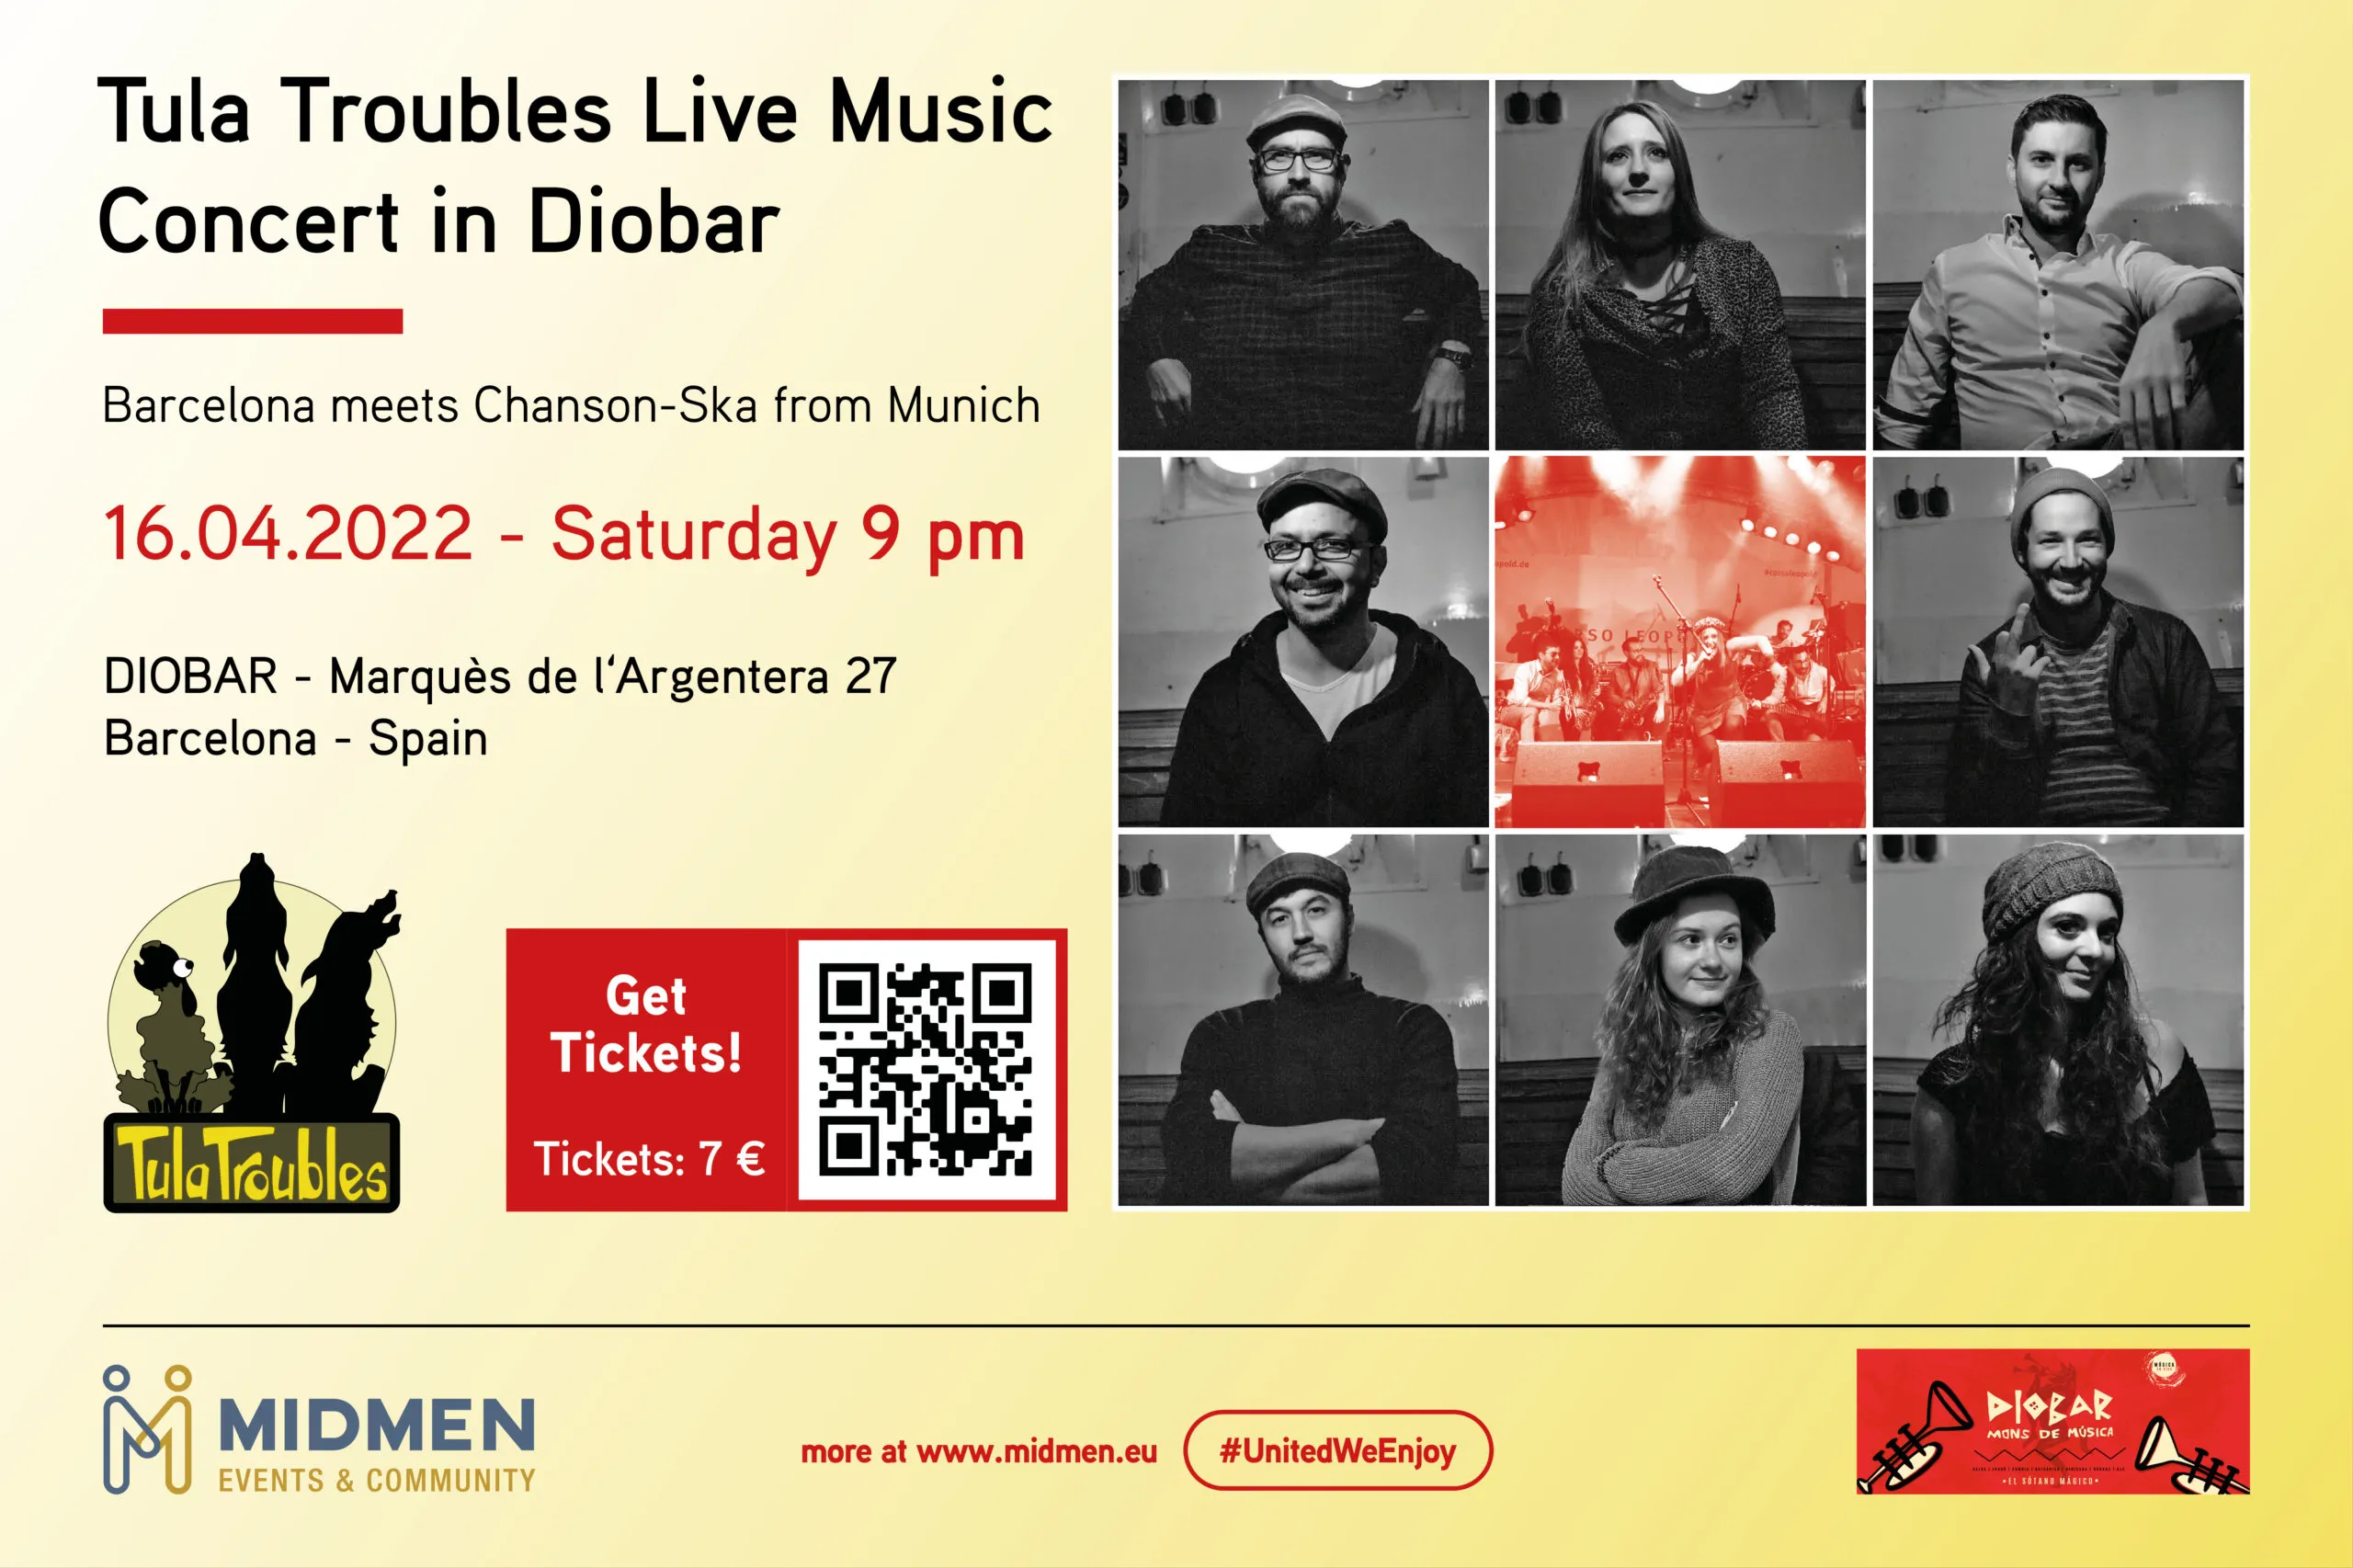 Tula Troubles Live Music
Concert in Diobar
Barcelona meets Chanson-Ska from Munich
16.04.2022 - Saturday 9 pm
DIOBAR - Marquès de l‘Argentera 27
Barcelona - Spain
Tula Troubles
Get
Tickets!
Tickets: 7 €
MIDMEN
EVENTS & COMMUNITY
more at www.midmen.eu
#UnitedWeEnjoy
DIOBAR
MONS DE MÚSICA
•EL SÓTANO MÁGICO•